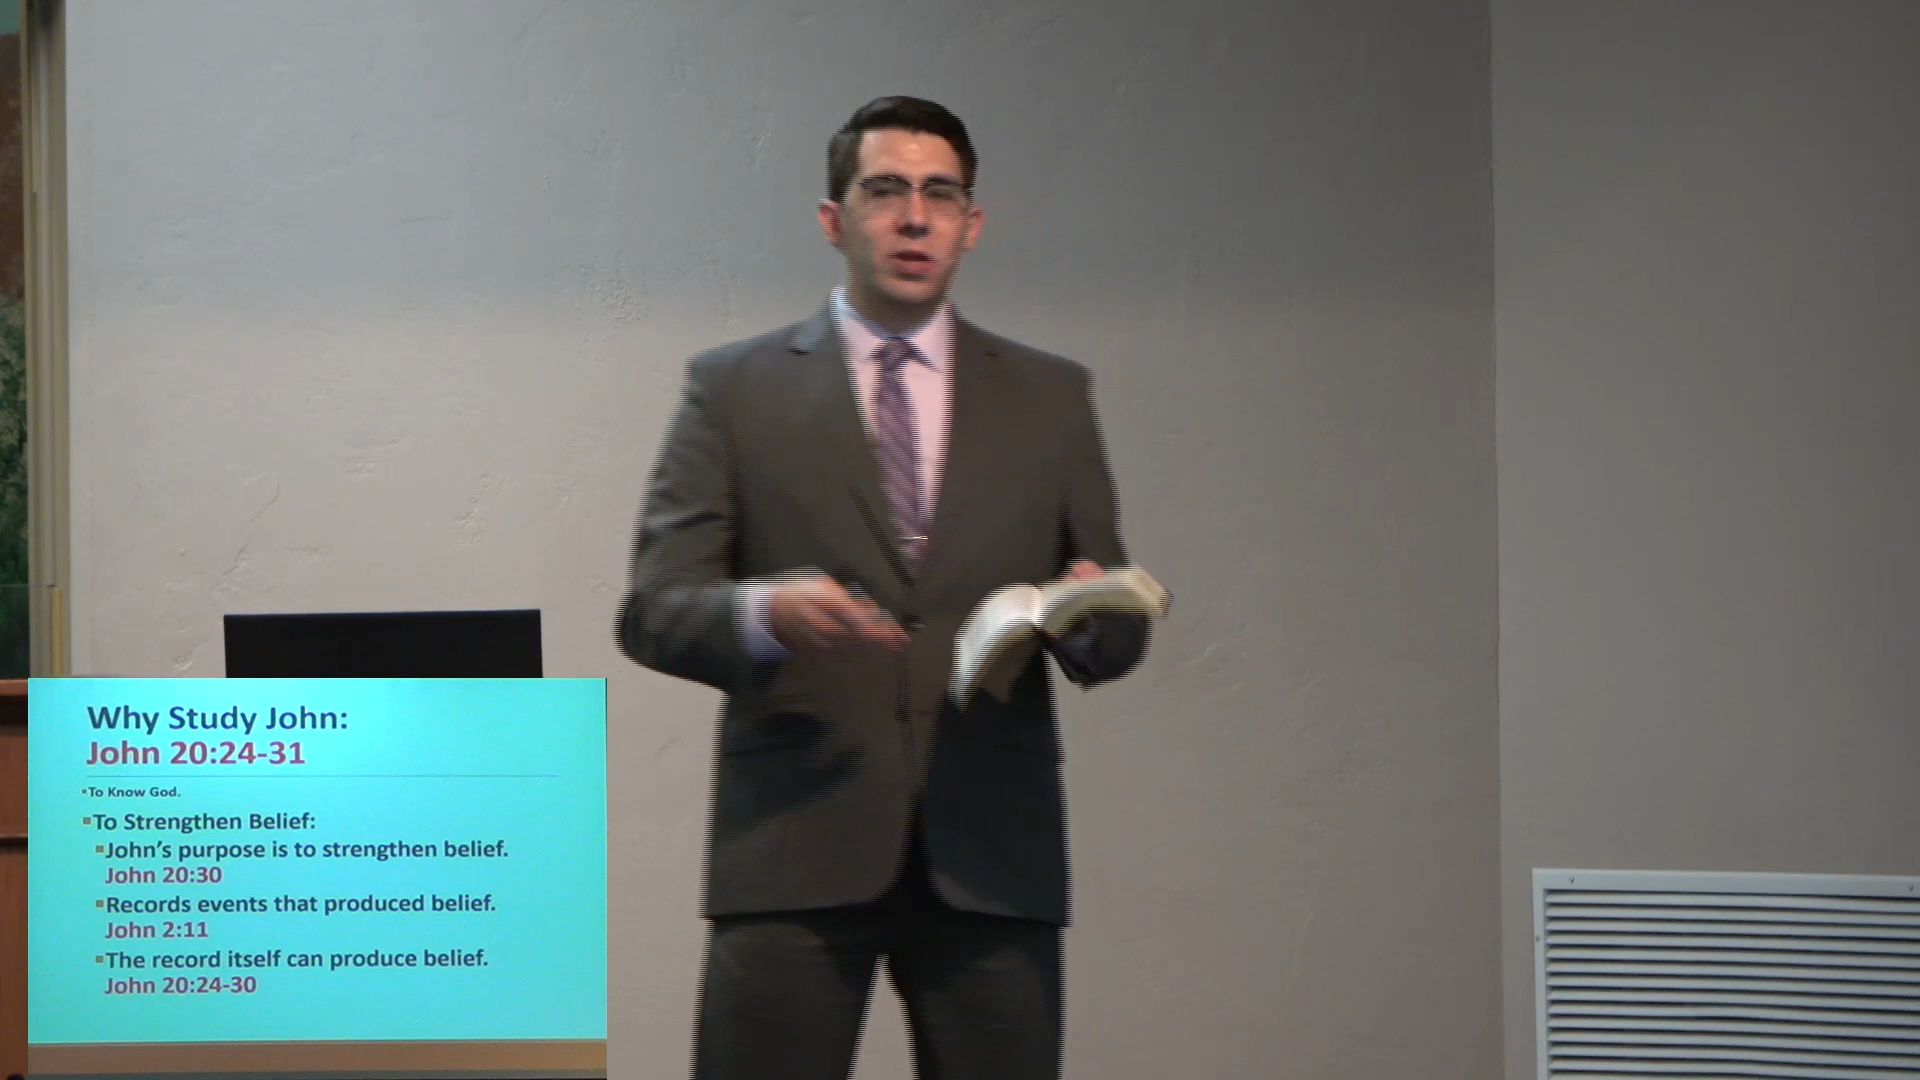 Why Study John:
John 20:24-31
▪To Know God.
▪To Strengthen Belief:
▪John's purpose is to strengthen belief.
John 20:30
▪Records events that produced belief.
John 2:11
▪The record itself can produce belief.
John 20:24-30